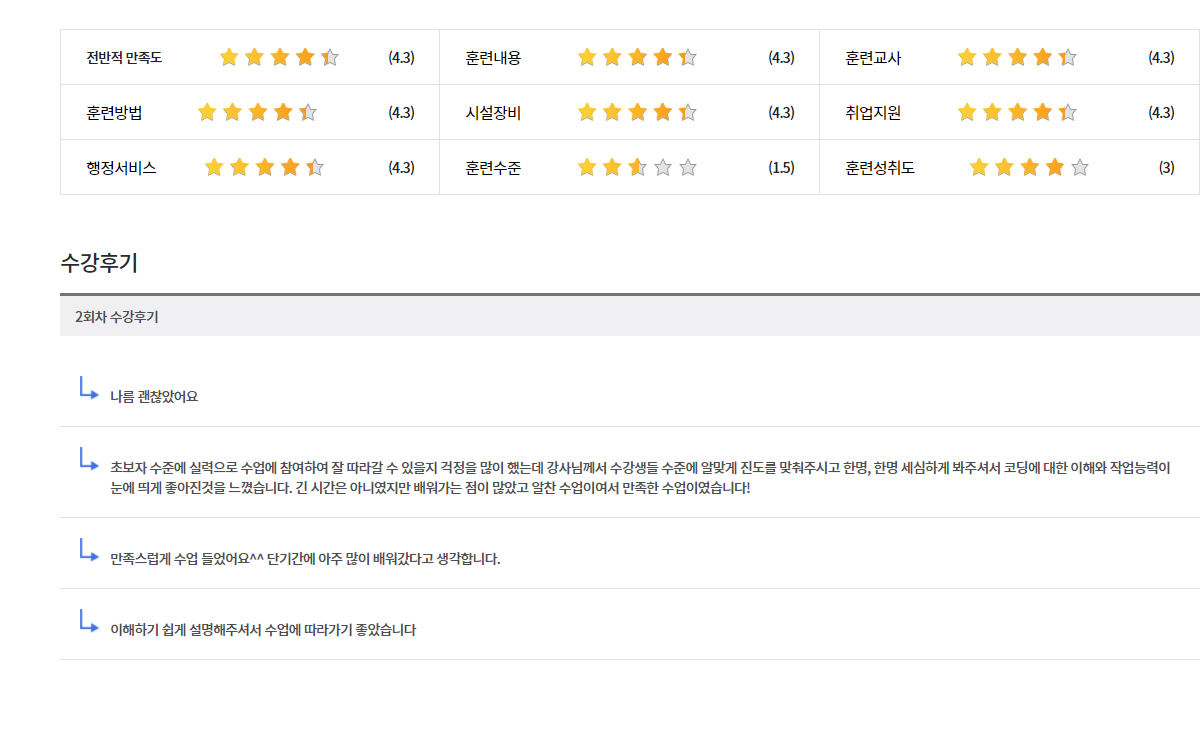 전반적 만족도 (4.3) 훈련내용 (4.3) 훈련교사 (4.3)
훈련방법 (4.3) 시설장비 (4.3) 취업지원 (4.3)
행정서비스 (4.3) 훈련수준 (1.5) 훈련성취도 (3)
수강후기
2회차 수강후기
나름 괜찮았어요
초보자 수준에 실력으로 수업에 참여하여 잘 따라갈 수 있을지 걱정을 많이 했는데 강사님께서 수강생들 수준에 알맞게 진도를 맞춰주시고 한명, 한명 세심하게 봐주셔서 코딩에 대한 이해와 작업능력이
눈에 띄게 좋아진것을 느꼈습니다. 긴 시간은 아니였지만 배워가는 점이 많았고 알찬 수업이여서 만족한 수업이였습니다!
만족스럽게 수업 들었어요^^ 단기간에 아주 많이 배워갔다고 생각합니다.
이해하기 쉽게 설명해주셔서 수업에 따라가기 좋았습니다